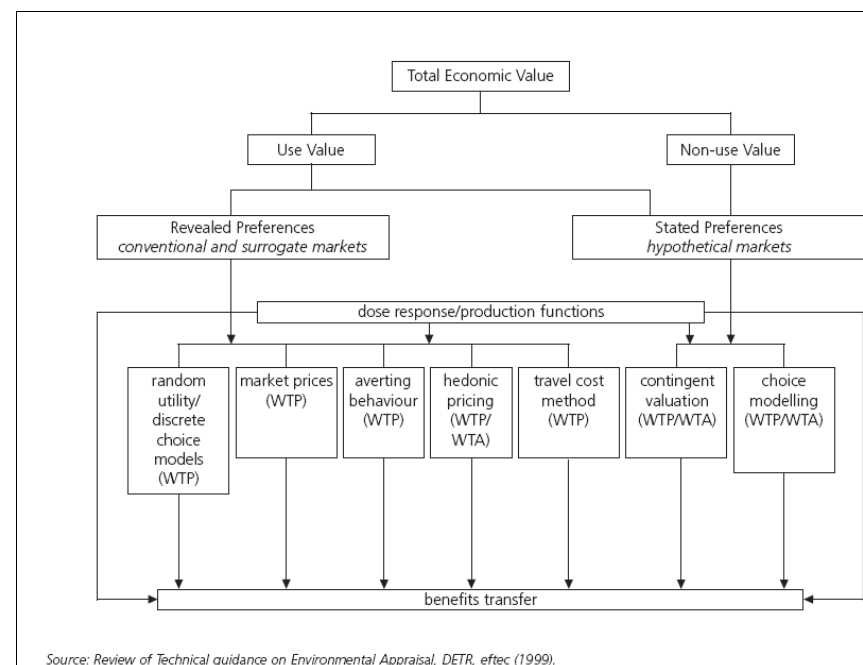 Total Economic Value
Use Value
Non-use Value
Revealed Preferences
conventional and surrogate markets
Stated Preferences
hypothetical markets
dose response/production functions
random
utility/
discrete
choice
models
(WTP)
market prices
(WTP)
averting
behaviour
(WTP)
hedonic
pricing
(WTP/
WTA)
travel cost
method
(WTP)
contingent
valuation
(WTP/WTA)
choice
modelling
(WTP/WTA)
benefits transfer
Source: Review of Technical guidance on Environmental Appraisal, DETR, eftec (1999).